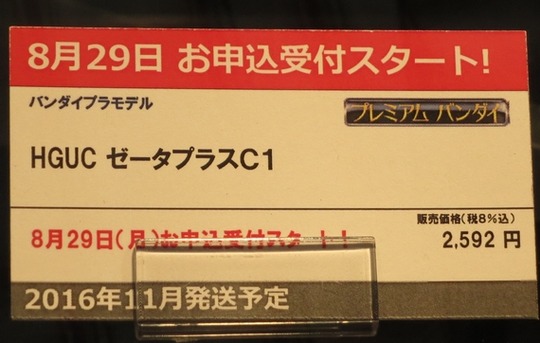 8月29日 お申込受付スタート!
バンダイプラモデル
プレミアム バンダイ
HGUC ゼータプラスC1
販売価格(税8%込)
8月29日(月)お申込受付スタート!
2,592 円
2016年11月発送予定